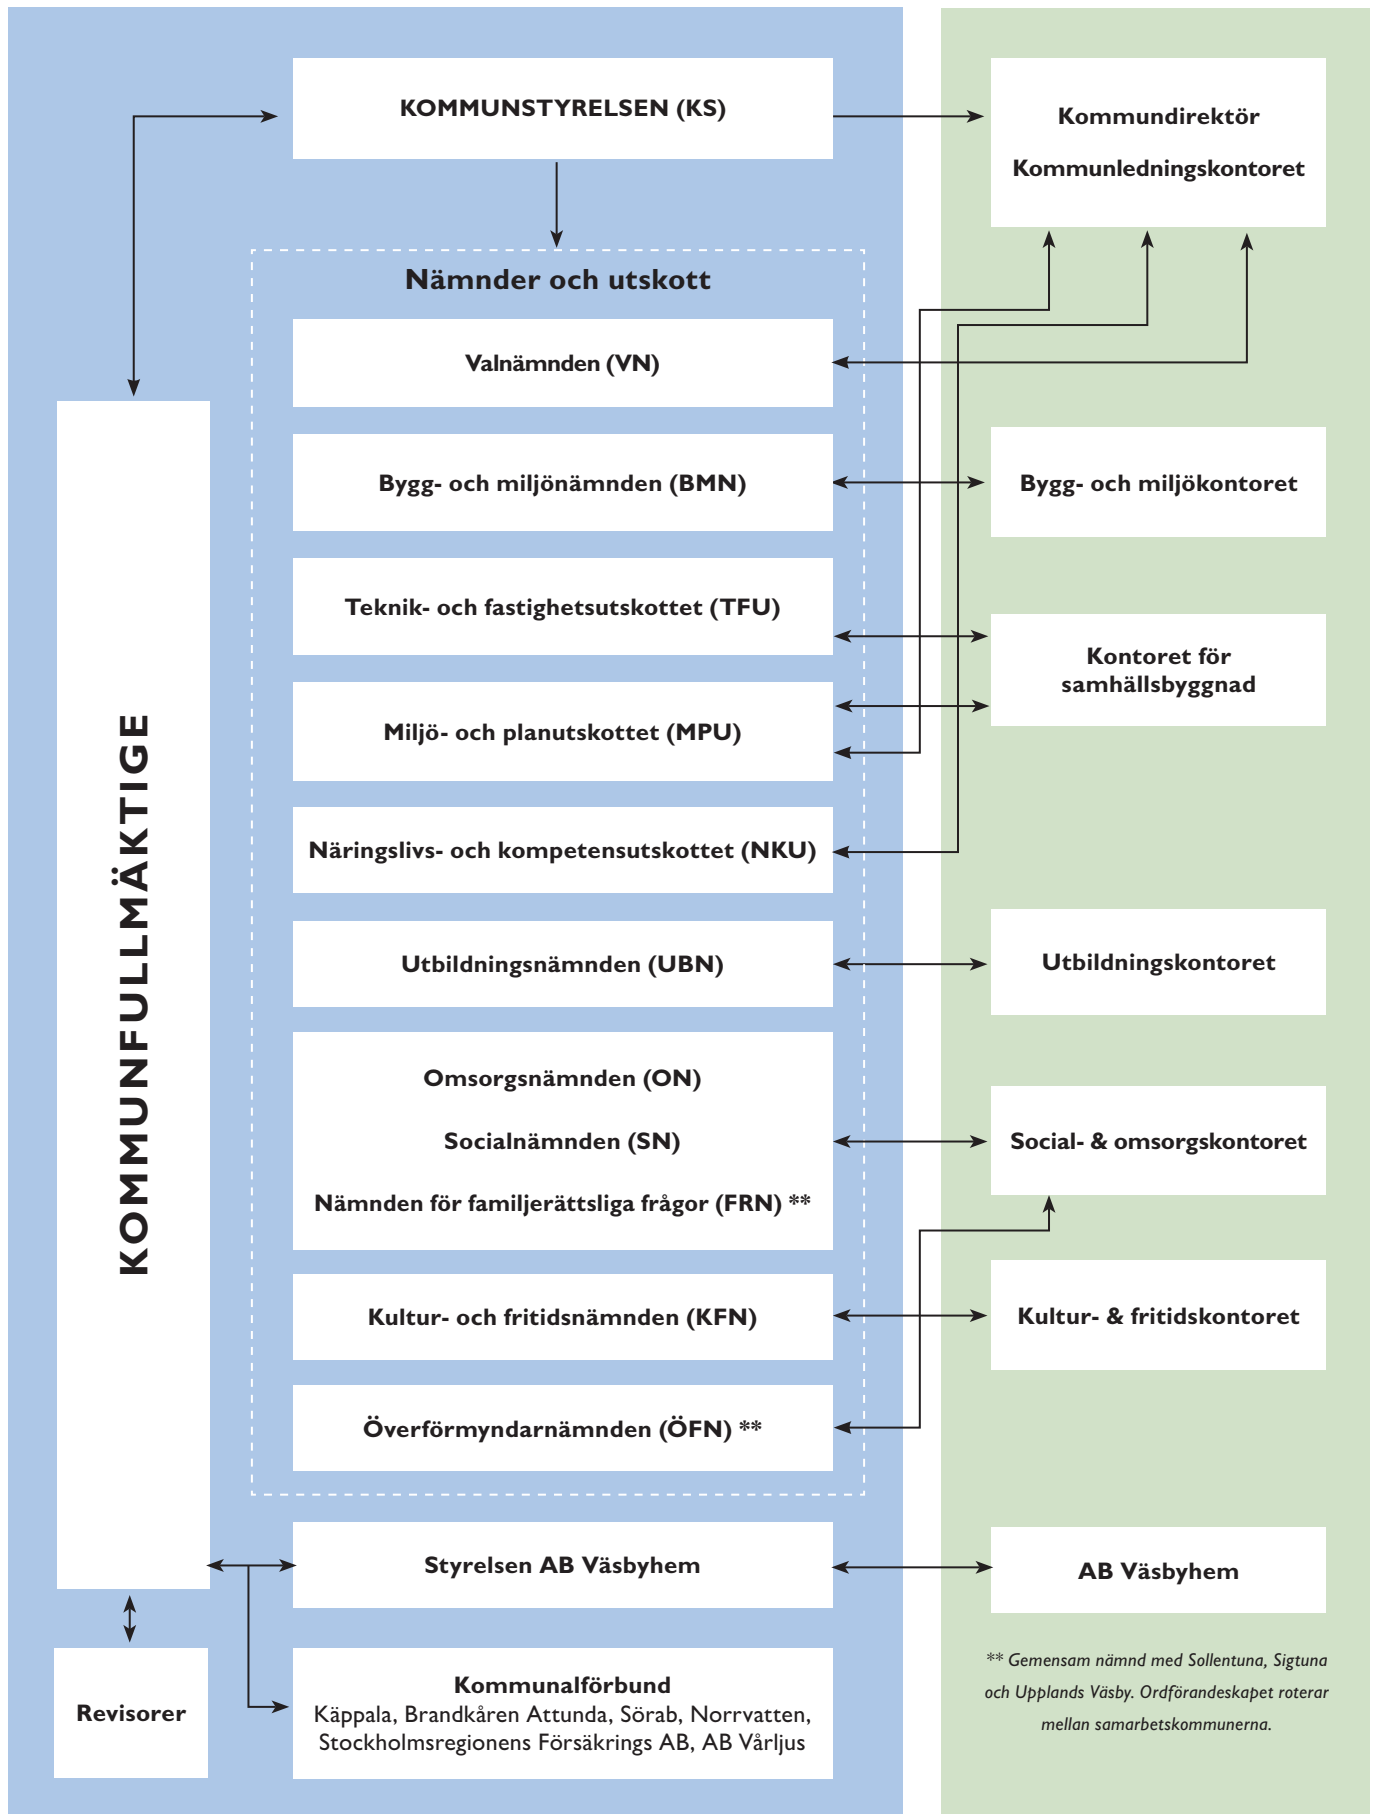 KOMMUNSTYRELSEN (KS)
Nämnder och utskott
Valnämnden (VN)
Bygg- och miljönämnden (BMN)
Teknik- och fastighetsutskottet (TFU)
Miljö- och planutskottet (MPU)
Näringslivs- och kompetensutskottet (NKU)
Utbildningsnämnden (UBN)
Omsorgsnämnden (ON)
Socialnämnden (SN)
Nämnden för familjerättsliga frågor (FRN) **
Kultur- och fritidsnämnden (KFN)
Överförmyndarnämnden (ÖFN) **
Styrelsen AB Väsbyhem
Kommunalförbund
Käppala, Brandkåren Attunda, Sörab, Norrvatten,
Stockholmsregionens Försäkrings AB, AB Vårljus
KOMMUNFULLMÄKTIGE
Revisorer
Kommundirektör
Kommunledningskontoret
Bygg- och miljökontoret
Kontoret för
samhällsbyggnad
Utbildningskontoret
Social- & omsorgskontoret
Kultur- & fritidskontoret
AB Väsbyhem
** Gemensam nämnd med Sollentuna, Sigtuna
och Upplands Väsby. Ordförandeskapet roterar
mellan samarbetskommunerna.